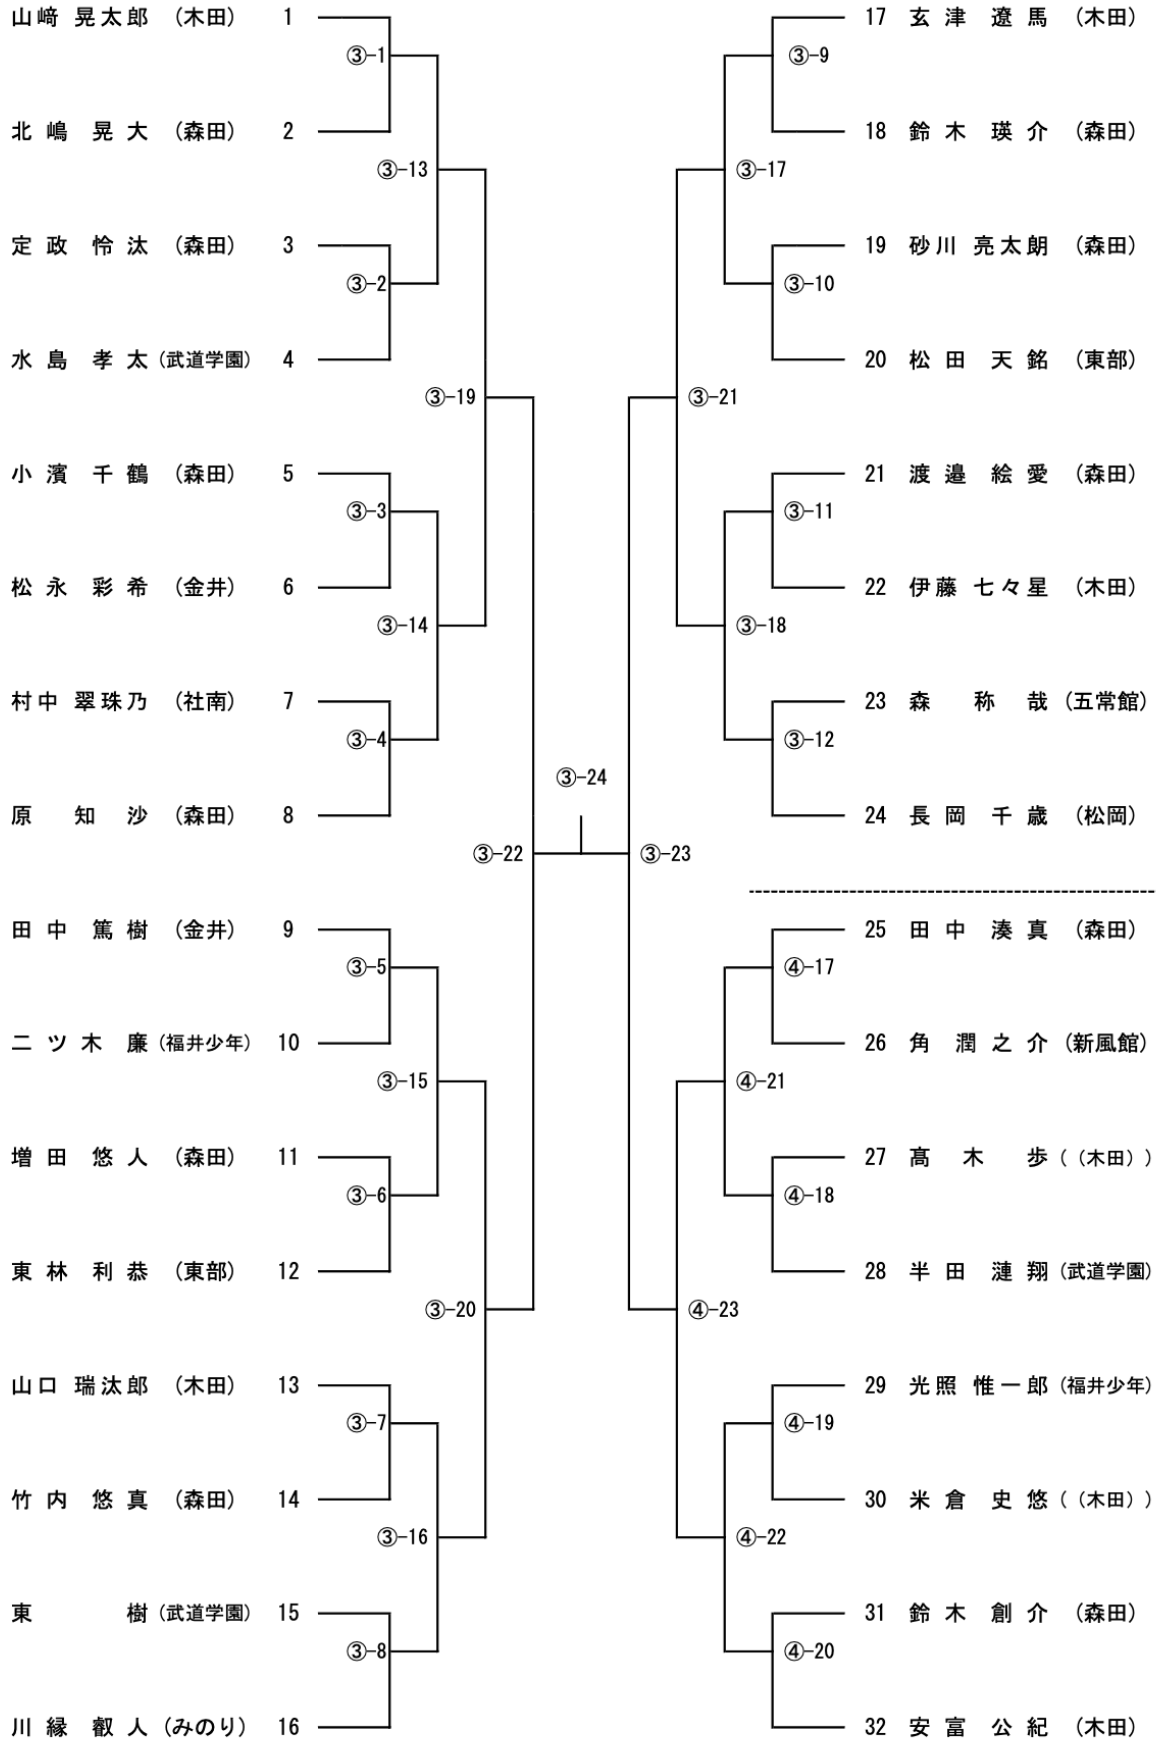 山﨑 晃太郎 (木田) 1
③-1
北嶋 晃大 (森田) 2
③-13
定政 怜汰 (森田) 3
③-2
水島 孝太 (武道学園) 4
③-19
小濱 千鶴 (森田) 5
③-3
松永 彩希 (金井) 6
③-14
村中 翠珠乃 (社南) 7
③-4
原 知沙 (森田) 8
③-22
田中 篤樹 (金井) 9
③-5
二ツ木 廉 (福井少年) 10
③-15
増田 悠人 (森田) 11
③-6
東林 利恭 (東部) 12
③-20
山口 瑞汰郎 (木田) 13
③-7
竹内 悠真 (森田) 14
③-16
東 樹 (武道学園) 15
③-8
川縁 叡人 (みのり) 16
③-24
17 玄津 遼馬 (木田)
③-9
18 鈴木 瑛介 (森田)
③-17
19 砂川 亮太朗 (森田)
③-10
20 松田 天銘 (東部)
③-21
21 渡邉 絵愛 (森田)
③-11
22 伊藤 七々星 (木田)
③-18
23 森 称哉 (五常館)
③-12
24 長岡 千歳 (松岡)
③-23
25 田中 湊真 (森田)
④-17
26 角 潤之介 (新風館)
④-21
27 髙木 歩 ((木田))
④-18
28 半田 漣翔 (武道学園)
④-23
29 光照 惟一郎 (福井少年)
④-19
30 米倉 史悠 ((木田))
④-22
31 鈴木 創介 (森田)
④-20
32 安富 公紀 (木田)